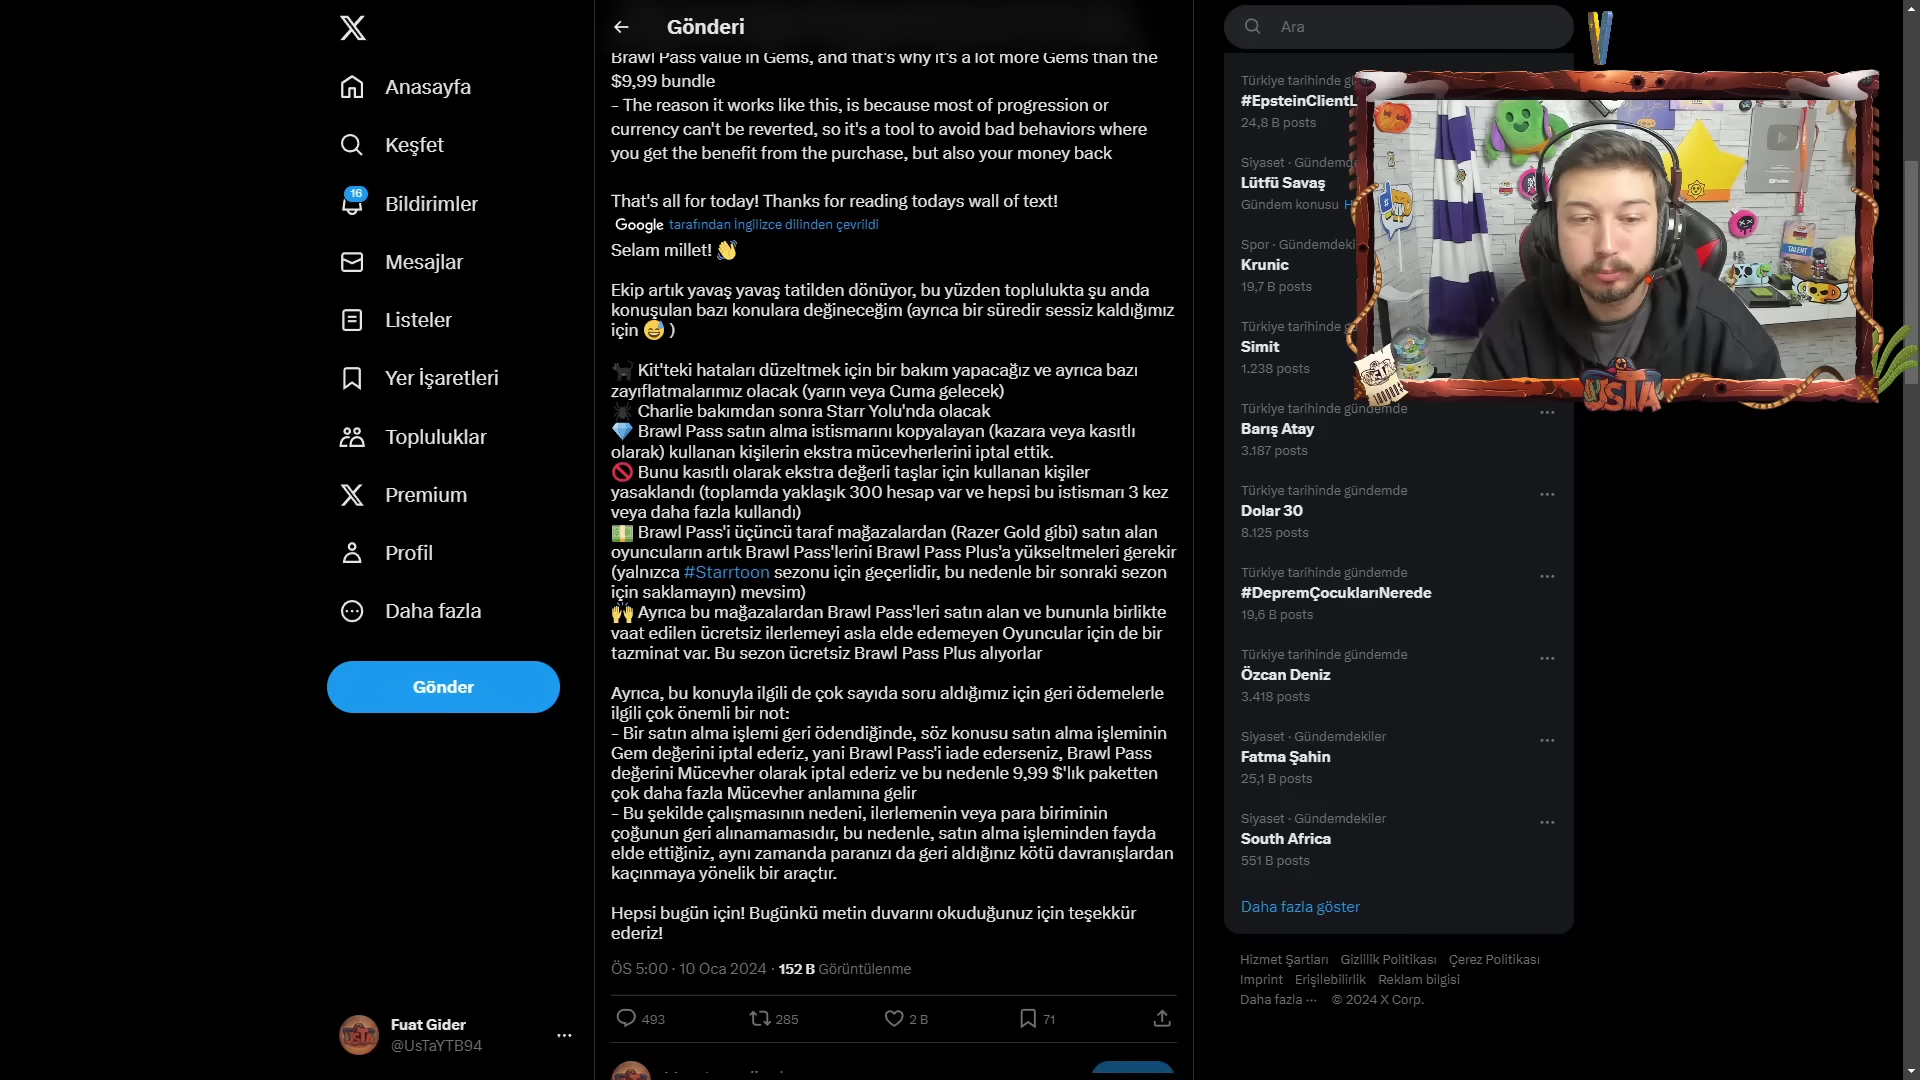 Anasayfa
Keşfet
16
Bildirimler
Mesajlar
Listeler
Yer İşaretleri
Topluluklar
Premium
Profil
Daha fazla
Gönder
Fuat Gider
@UsTaYTB94
Gönderi
Brawl Pass value in Gems, and that's why it's a lot more Gems than the
$9,99 bundle
- The reason it works like this, is because most of progression or
currency can't be reverted, so it's a tool to avoid bad behaviors where
you get the benefit from the purchase, but also your money back
That's all for today! Thanks for reading todays wall of text!
Google tarafından İngilizce dilinden çevrildi
Selam millet! 👋
Ekip artık yavaş yavaş tatilden dönüyor, bu yüzden toplulukta şu anda
konuşulan bazı konulara değineceğim (ayrıca bir süredir sessiz kaldığımız
için 😅 )
🐈‍⬛ Kit'teki hataları düzeltmek için bir bakım yapacağız ve ayrıca bazı
zayıflatmalarımız olacak (yarın veya Cuma gelecek)
🕷 Charlie bakımdan sonra Starr Yolu'nda olacak
💎 Brawl Pass satın alma istismarını kopyalayan (kazara veya kasıtlı
olarak) kullanan kişilerin ekstra mücevherlerini iptal ettik.
🚫 Bunu kasıtlı olarak ekstra değerli taşlar için kullanan kişiler
yasaklandı (toplamda yaklaşık 300 hesap var ve hepsi bu istismarı 3 kez
veya daha fazla kullandı)
💵 Brawl Pass'i üçüncü taraf mağazalardan (Razer Gold gibi) satın alan
oyuncuların artık Brawl Pass'lerini Brawl Pass Plus'a yükseltmeleri gerekir
(yalnızca #Starrtoon sezonu için geçerlidir, bu nedenle bir sonraki sezon
için saklamayın) mevsim)
🙌 Ayrıca bu mağazalardan Brawl Pass'leri satın alan ve bununla birlikte
vaat edilen ücretsiz ilerlemeyi asla elde edemeyen Oyuncular için de bir
tazminat var. Bu sezon ücretsiz Brawl Pass Plus alıyorlar
Ayrıca, bu konuyla ilgili de çok sayıda soru aldığımız için geri ödemelerle
ilgili çok önemli bir not:
- Bir satın alma işlemi geri ödendiğinde, söz konusu satın alma işleminin
Gem değerini iptal ederiz, yani Brawl Pass'i iade ederseniz, Brawl Pass
değerini Mücevher olarak iptal ederiz ve bu nedenle 9,99 $'lık paketten
çok daha fazla Mücevher anlamına gelir
- Bu şekilde çalışmasının nedeni, ilerlemenin veya para biriminin
çoğunun geri alınamamasıdır, bu nedenle, satın alma işleminden fayda
elde ettiğiniz, aynı zamanda paranızı da geri aldığınız kötü davranışlardan
kaçınmaya yönelik bir araçtır.
Hepsi bugün için! Bugünkü metin duvarını okuduğunuz için teşekkür
ederiz!
ÖS 5:00 · 10 Oca 2024 · 152 B Görüntülenme
493
285
2 B
71
Ara
Türkiye tarihinde
#EpsteinClientL
24,8 B posts
Siyaset · Gündemde
Lütfü Savaş
Gündem konusu
Spor · Gündemdeki
Krunic
19,7 B posts
Türkiye tarihinde
Simit
1.238 posts
Türkiye tarihinde gündemde
Barış Atay
3.187 posts
Türkiye tarihinde gündemde
Dolar 30
8.125 posts
Türkiye tarihinde gündemde
#DepremÇocuklarıNerede
19,6 B posts
Türkiye tarihinde gündemde
Özcan Deniz
3.418 posts
Siyaset · Gündemdekiler
Fatma Şahin
25,1 B posts
Siyaset · Gündemdekiler
South Africa
551 B posts
Daha fazla göster
Hizmet Şartları Gizlilik Politikası Çerez Politikası
Imprint Erişilebilirlik Reklam bilgisi
Daha fazla ··· © 2024 X Corp.
TALENT
USTA